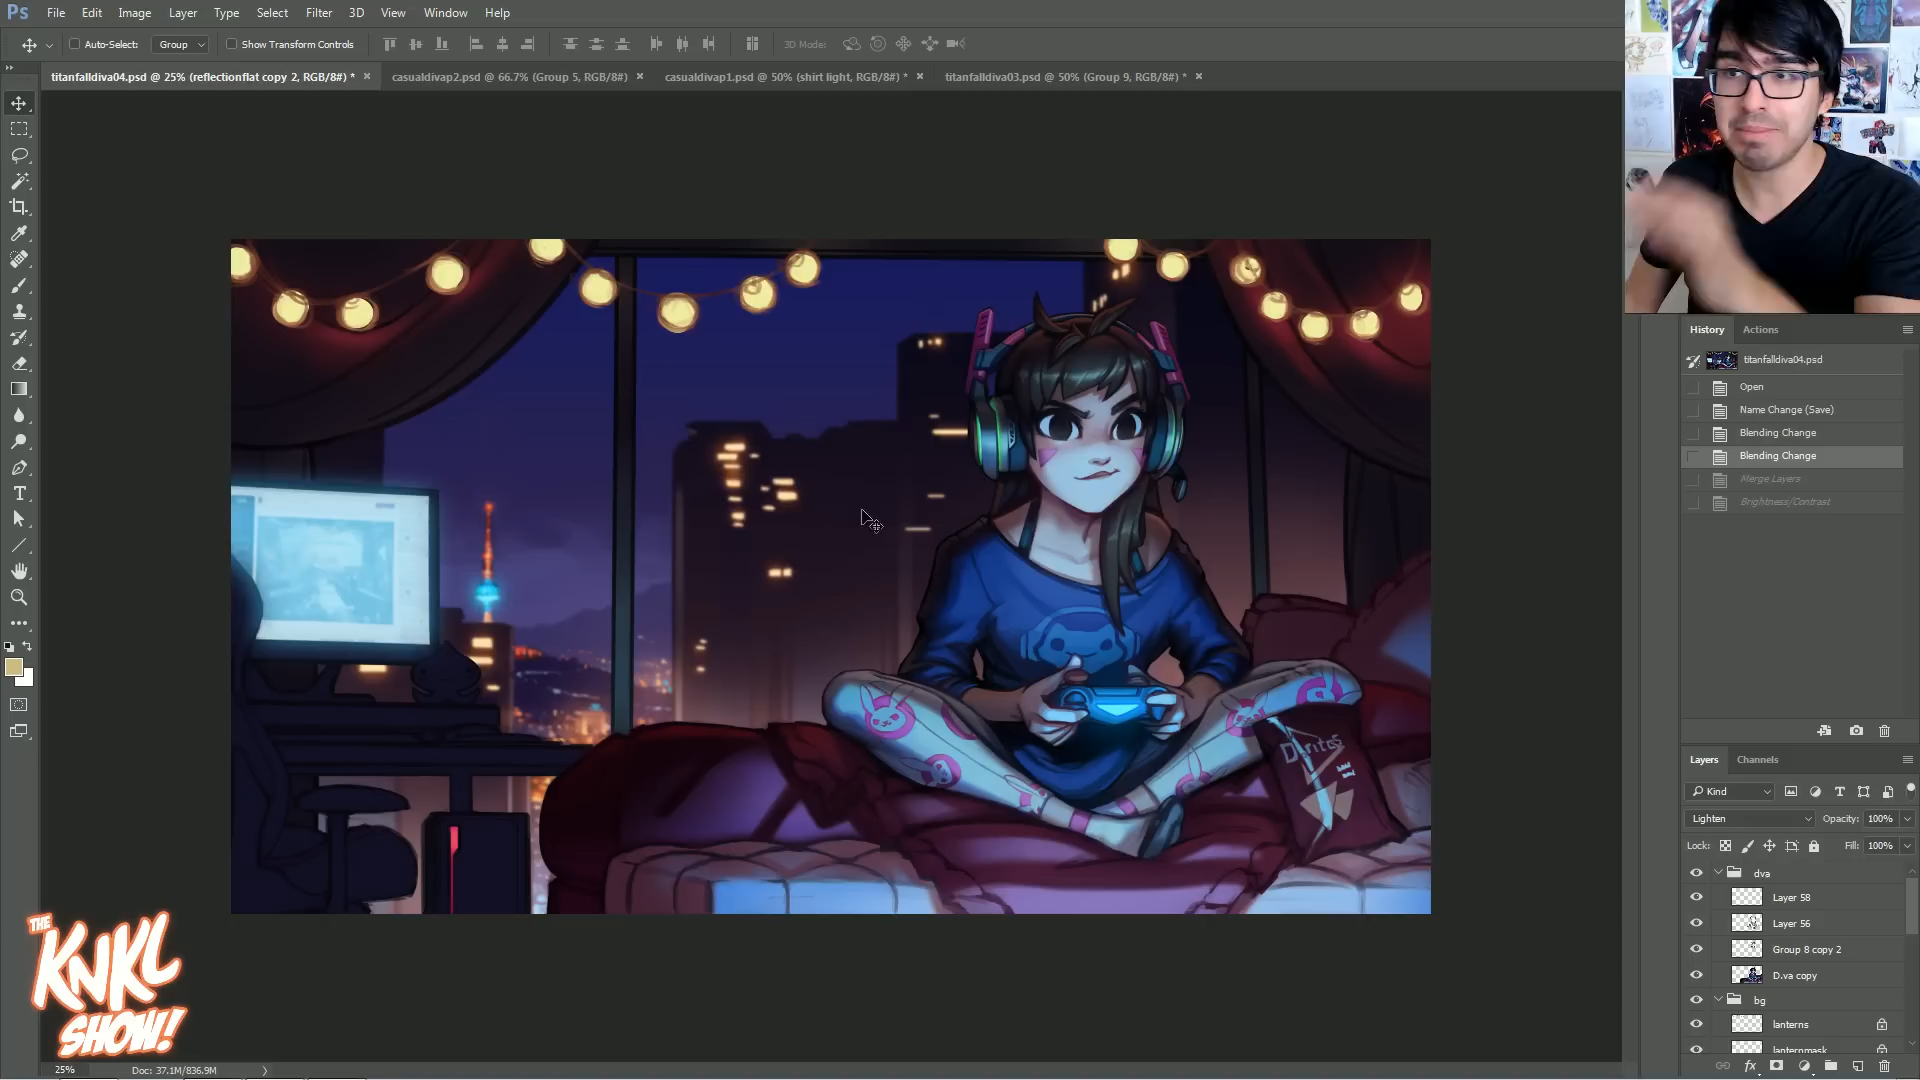 Ps File Edit Image Layer Type Select Filter 3D View Window Help
Auto-Select: Group Show Transform Controls 3D Mode:
titanfalldiva04.psd @ 25% (reflectionflat copy 2, RGB/8#) * × casualdivap2.psd @ 66.7% (Group 5, RGB/8#) × casualdivap1.psd @ 50% (shirt light, RGB/8#) * × titanfalldiva03.psd @ 50% (Group 9, RGB/8#) * ×
History Actions
titanfalldiva04.psd
Open
Name Change (Save)
Blending Change
Blending Change
Merge Layers
Brightness/Contrast
Layers Channels
Kind
Lighten Opacity: 100%
Lock: Fill: 100%
dva
Layer 58
Layer 56
Group 8 copy 2
D.va copy
bg
lanterns
lanternmask
Doritos
THE
KNKL
SHOW!
25% Doc: 37.1M/836.9M